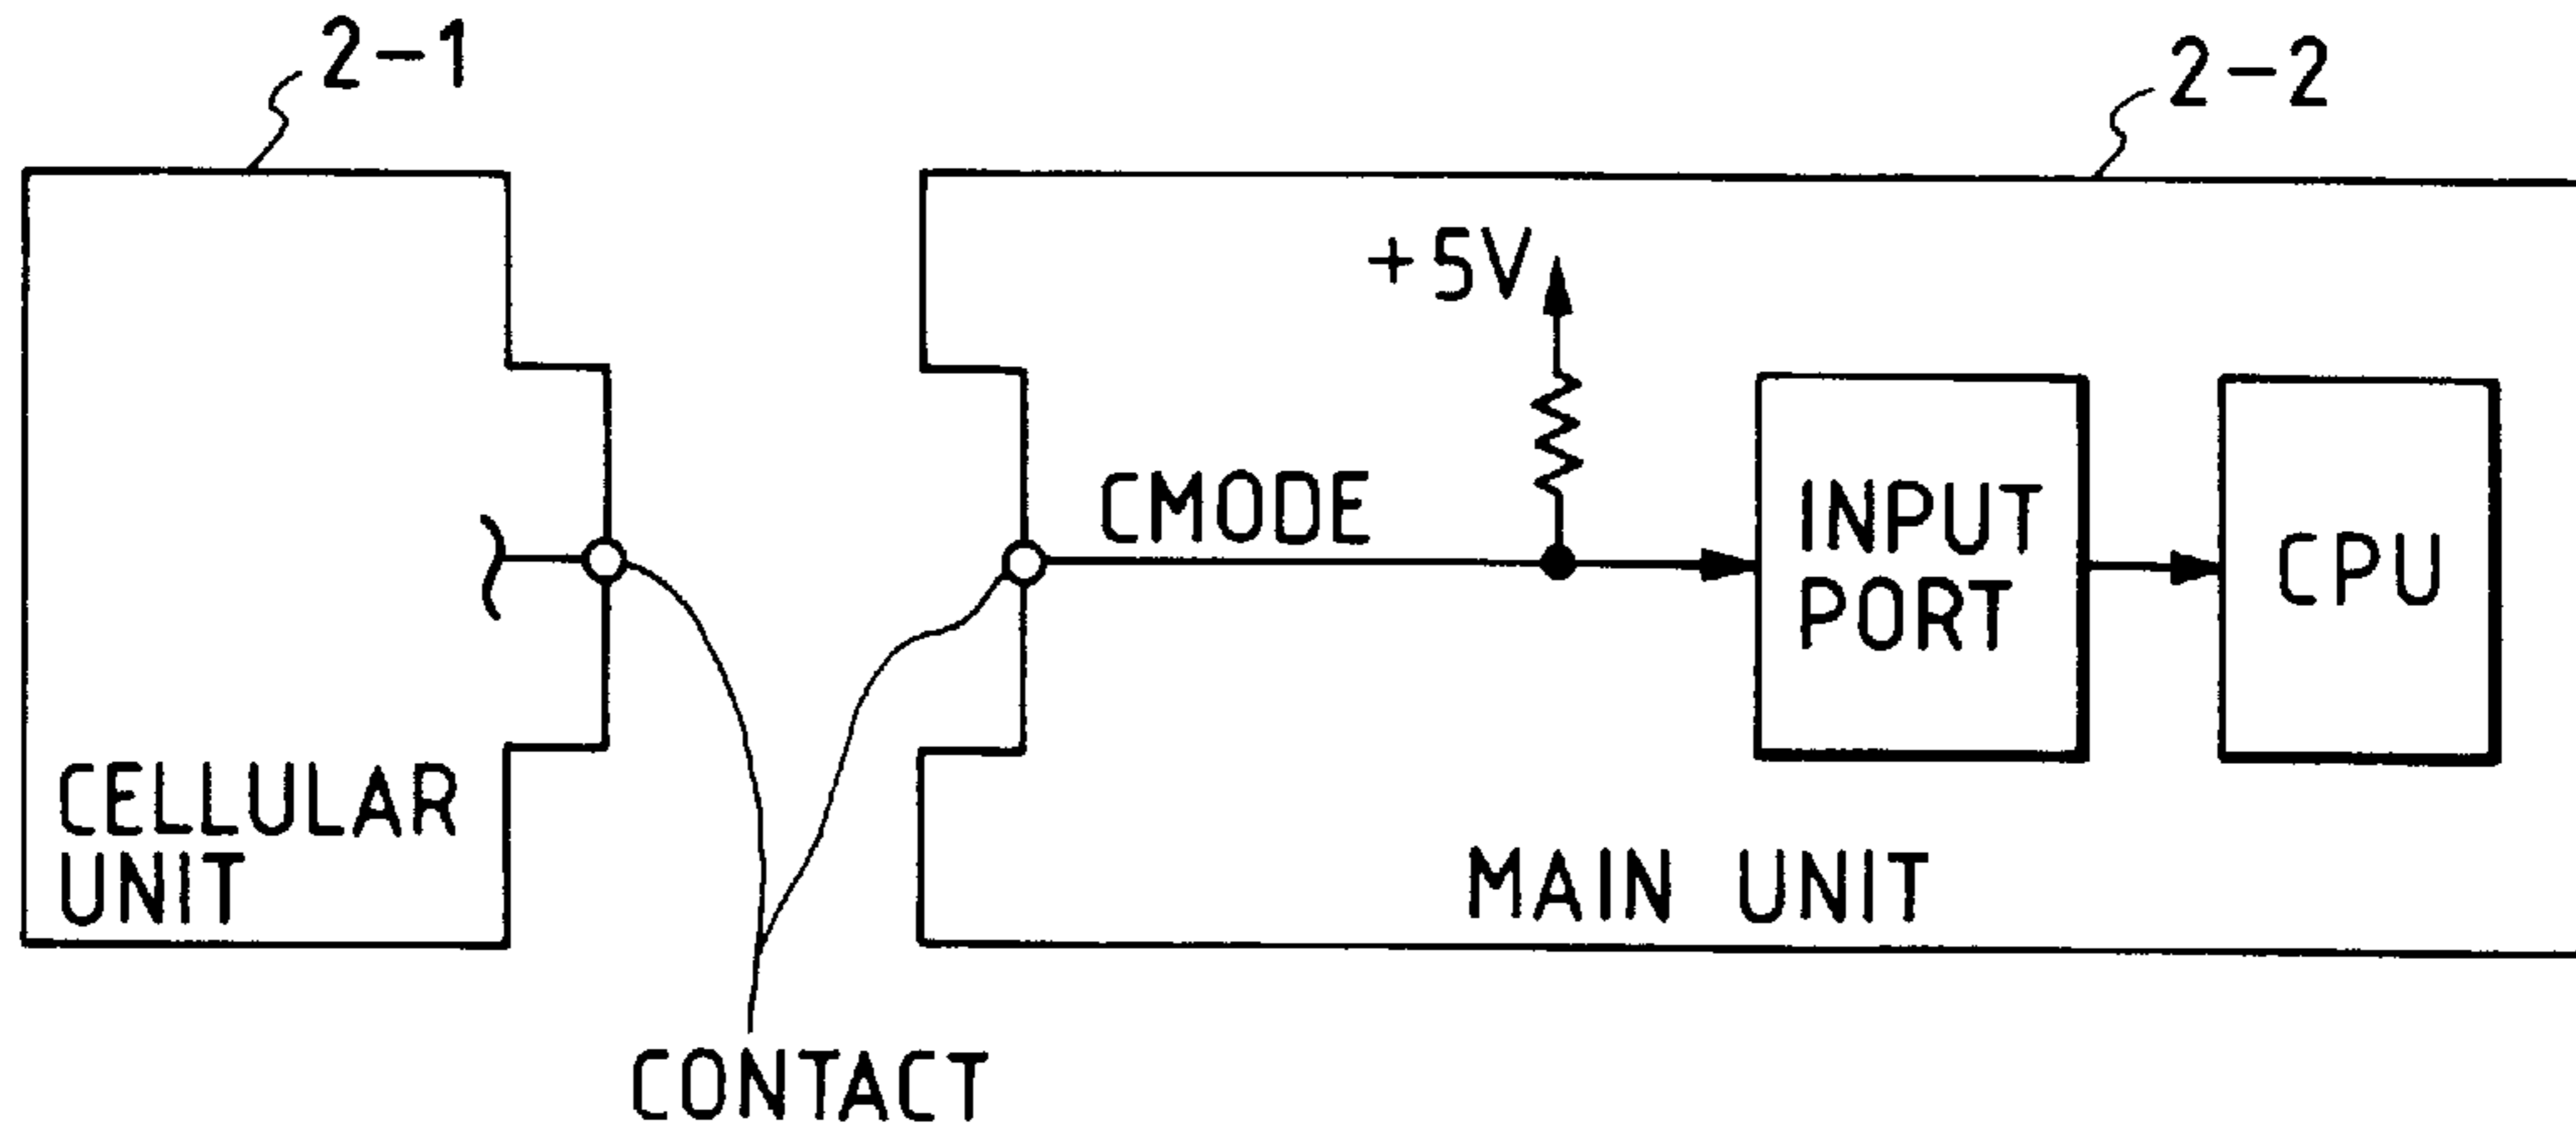 2-1
2-2
+5V
CMODE
INPUT
PORT
CPU
CELLULAR
UNIT
MAIN UNIT
CONTACT